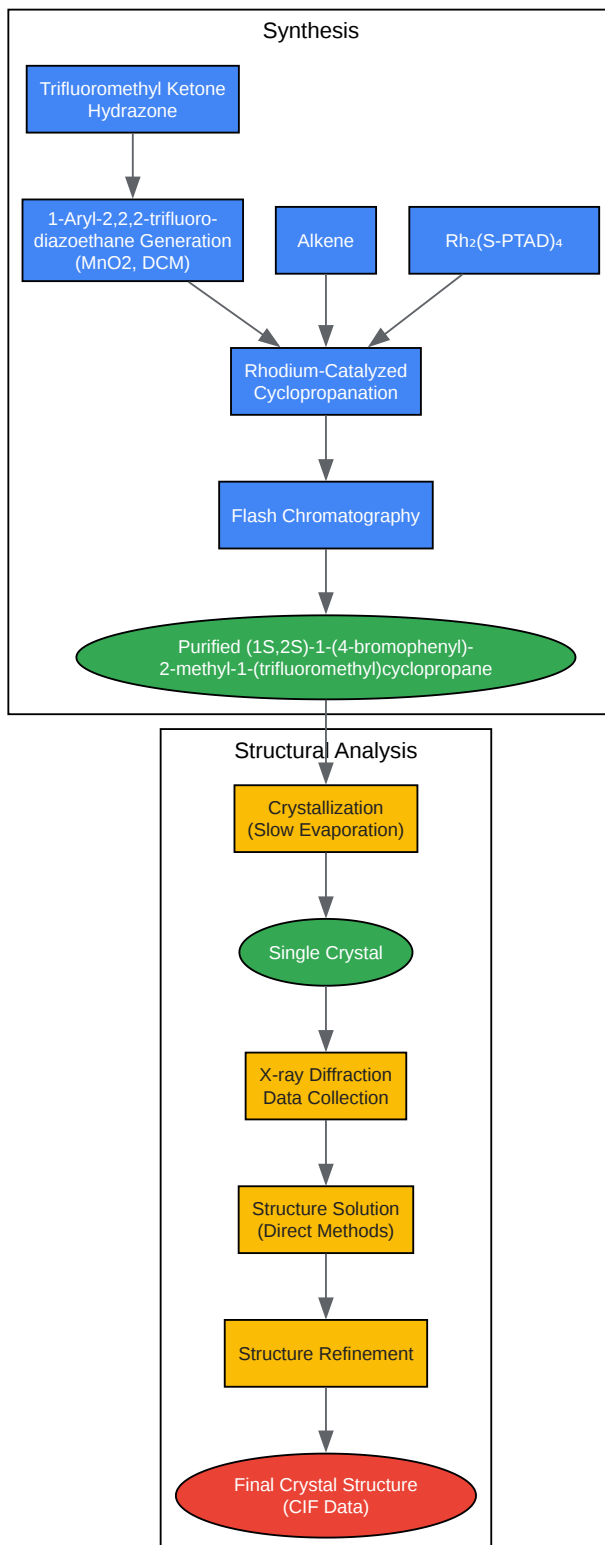 Synthesis
Trifluoromethyl Ketone
Hydrazone
1-Aryl-2,2,2-trifluoro-
diazoethane Generation
(MnO2, DCM)
Alkene
Rh₂(S-PTAD)₄
Rhodium-Catalyzed
Cyclopropanation
Flash Chromatography
Purified (1S,2S)-1-(4-bromophenyl)-
2-methyl-1-(trifluoromethyl)cyclopropane
Structural Analysis
Crystallization
(Slow Evaporation)
Single Crystal
X-ray Diffraction
Data Collection
Structure Solution
(Direct Methods)
Structure Refinement
Final Crystal Structure
(CIF Data)